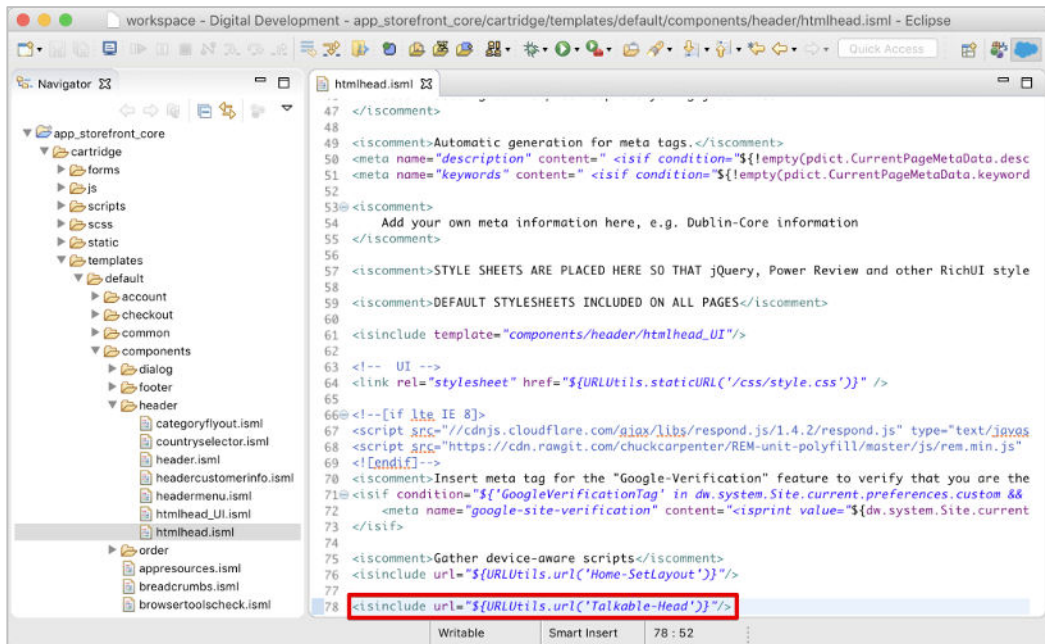 workspace - Digital Development - app_storefront_core/cartridge/templates/default/components/header/htmlhead.isml - Eclipse
Quick Access
Navigator
app_storefront_core
cartridge
forms
js
scripts
scss
static
templates
default
account
checkout
common
components
dialog
footer
header
categoryflyout.isml
countryselector.isml
header.isml
headercustomerinfo.isml
headermenu.isml
htmlhead_UI.isml
htmlhead.isml
order
appresources.isml
breadcrumbs.isml
browsertoolscheck.isml
htmlhead.isml
47 </iscomment>
48
49 <iscomment>Automatic generation for meta tags.</iscomment>
50 <meta name="description" content=" <isif condition="${!empty(pdict.CurrentPageMetaData.desc
51 <meta name="keywords" content=" <isif condition="${!empty(pdict.CurrentPageMetaData.keyword
52
53 <iscomment>
54 Add your own meta information here, e.g. Dublin-Core information
55 </iscomment>
56
57 <iscomment>STYLE SHEETS ARE PLACED HERE SO THAT jQuery, Power Review and other RichUI style
58
59 <iscomment>DEFAULT STYLESHEETS INCLUDED ON ALL PAGES</iscomment>
60
61 <isinclude template="components/header/htmlhead_UI"/>
62
63 <!-- UI -->
64 <link rel="stylesheet" href="${URLUtils.staticURL('/css/style.css')}" />
65
66 <!--[if lte IE 8]>
67 <script src="//cdnjs.cloudflare.com/ajax/libs/respond.js/1.4.2/respond.js" type="text/javas
68 <script src="https://cdn.rawgit.com/chuckcarpenter/REM-unit-polyfill/master/js/rem.min.js"
69 <![endif]-->
70 <iscomment>Insert meta tag for the "Google-Verification" feature to verify that you are the
71 <isif condition="${'GoogleVerificationTag' in dw.system.Site.current.preferences.custom &&
72 <meta name="google-site-verification" content="<isprint value="${dw.system.Site.current
73 </isif>
74
75 <iscomment>Gather device-aware scripts</iscomment>
76 <isinclude url="${URLUtils.url('Home-SetLayout')}"/>
77
78 <isinclude url="${URLUtils.url('Talkable-Head')}"/>
Writable
Smart Insert
78 : 52